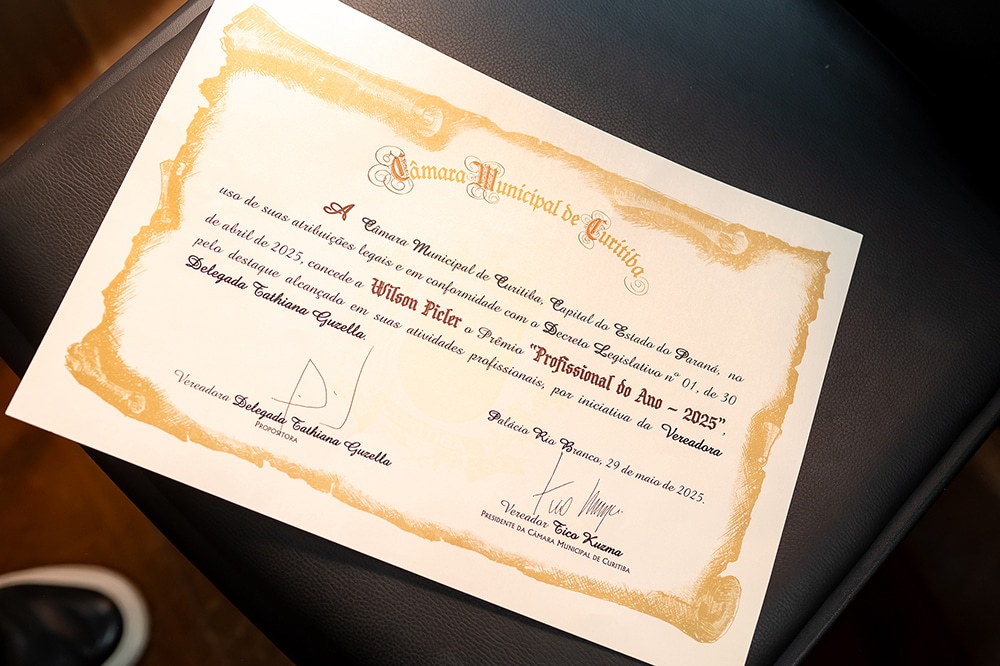 Câmara Municipal de Curitiba
A Câmara Municipal de Curitiba, Capital do Estado do Paraná, no
uso de suas atribuições legais e em conformidade com o Decreto Legislativo nº 01, de 30
de abril de 2025, concede a Wilson Picler o Prêmio "Profissional do Ano – 2025",
pelo destaque alcançado em suas atividades profissionais, por iniciativa da Vereadora
Delegada Tathiana Guzella.
Palácio Rio Branco, 29 de maio de 2025.
Vereadora Delegada Tathiana Guzella
Propositora
Vereador Tico Kuzma
Presidente da Câmara Municipal de Curitiba